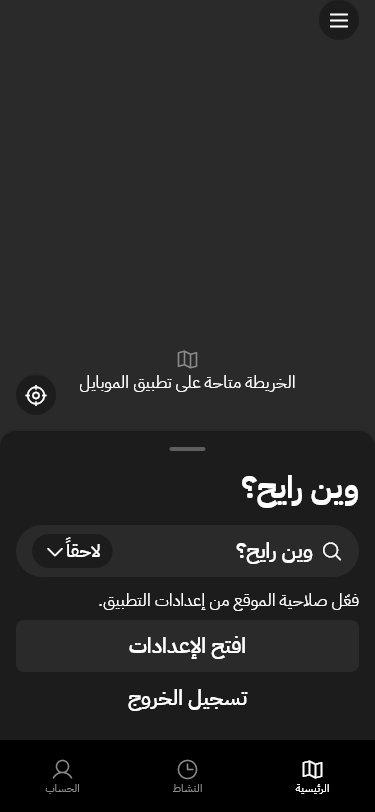 الخريطة متاحة على تطبيق الموبايل
وين رايح؟
وين رايح؟ لاحقاً
فعّل صلاحية الموقع من إعدادات التطبيق.
افتح الإعدادات
تسجيل الخروج
الرئيسية النشاط الحساب